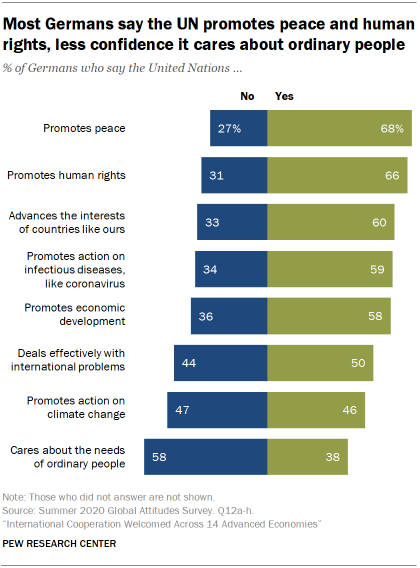 Most Germans say the UN promotes peace and human
rights, less confidence it cares about ordinary people
% of Germans who say the United Nations ...
No Yes
Promotes peace 27% 68%
Promotes human rights 31 66
Advances the interests
of countries like ours 33 60
Promotes action on
infectious diseases,
like coronavirus 34 59
Promotes economic
development 36 58
Deals effectively with
international problems 44 50
Promotes action on
climate change 47 46
Cares about the needs
of ordinary people 58 38
Note: Those who did not answer are not shown.
Source: Summer 2020 Global Attitudes Survey. Q12a-h.
“International Cooperation Welcomed Across 14 Advanced Economies”
PEW RESEARCH CENTER